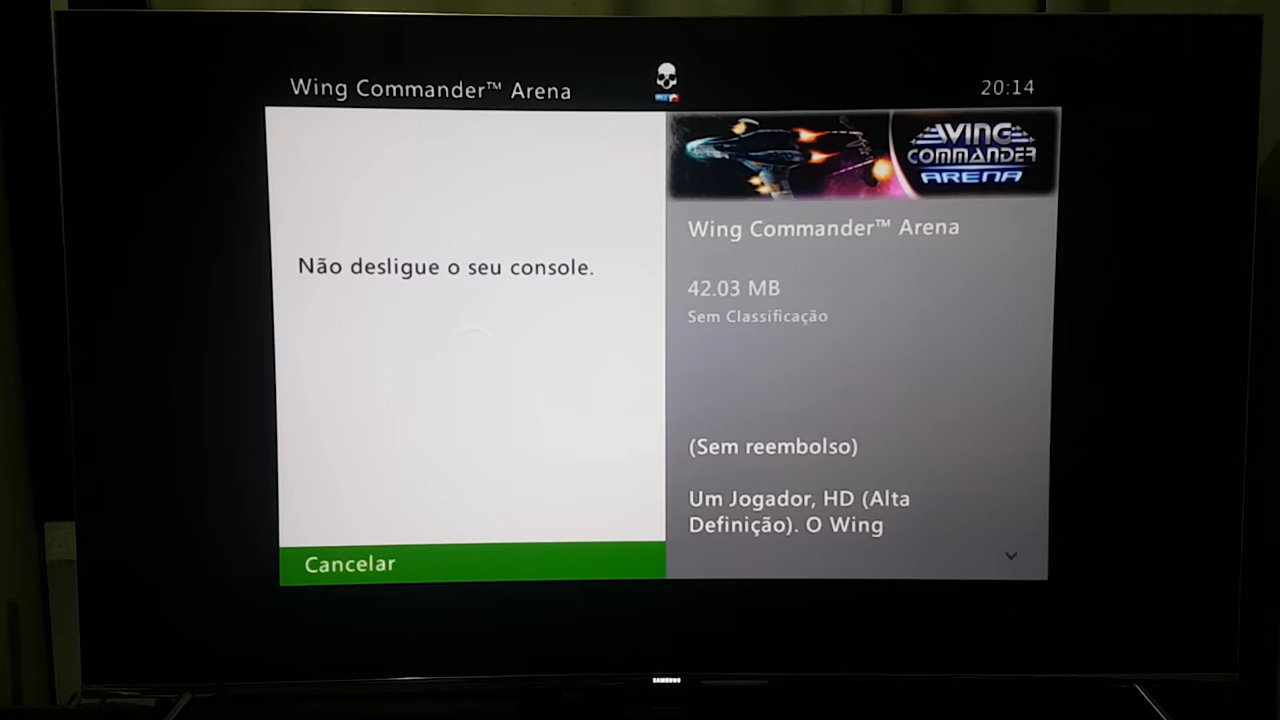 Wing Commander™ Arena
20:14
WING
COMMANDER
ARENA
Wing Commander™ Arena
Não desligue o seu console.
42.03 MB
Sem Classificação
(Sem reembolso)
Um Jogador, HD (Alta
Definição). O Wing
Cancelar
SAMSUNG